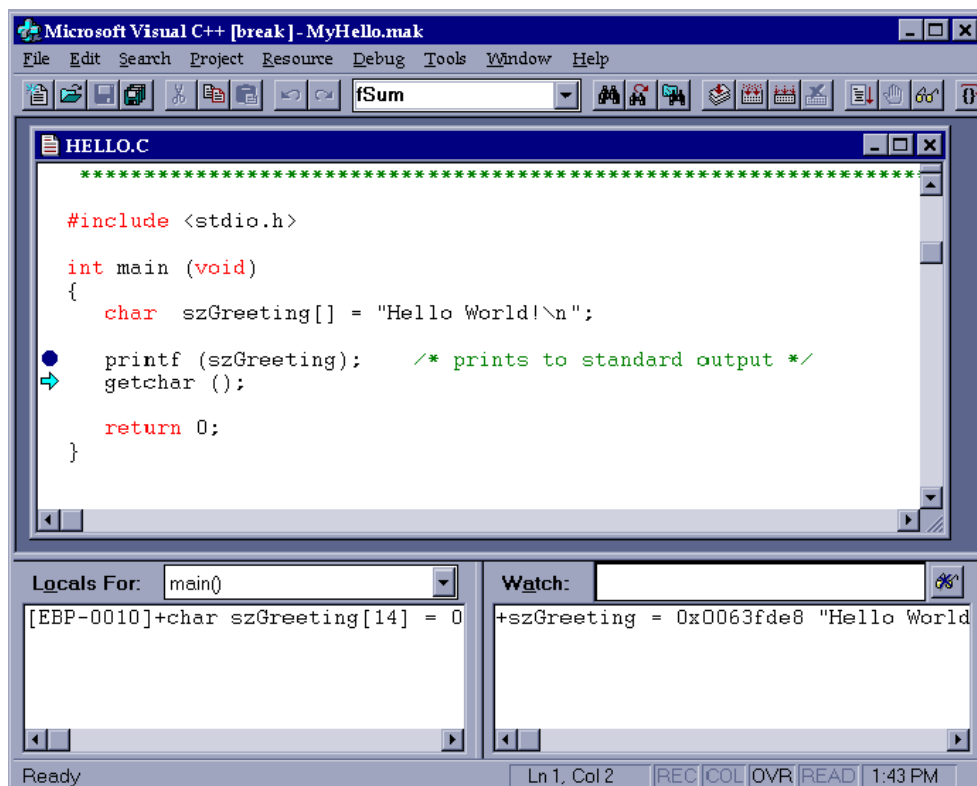 Microsoft Visual C++ [break] - MyHello.mak
File Edit Search Project Resource Debug Tools Window Help
fSum
{}
HELLO.C
******************************************************************************
#include <stdio.h>
int main (void)
{
char szGreeting[] = "Hello World!\n";
printf (szGreeting); /* prints to standard output */
getchar ();
return 0;
}
Locals For: main()
Watch:
[EBP-0010]+char szGreeting[14] = 0
+szGreeting = 0x0063fde8 "Hello World
Ready
Ln 1, Col 2 REC COL OVR READ 1:43 PM